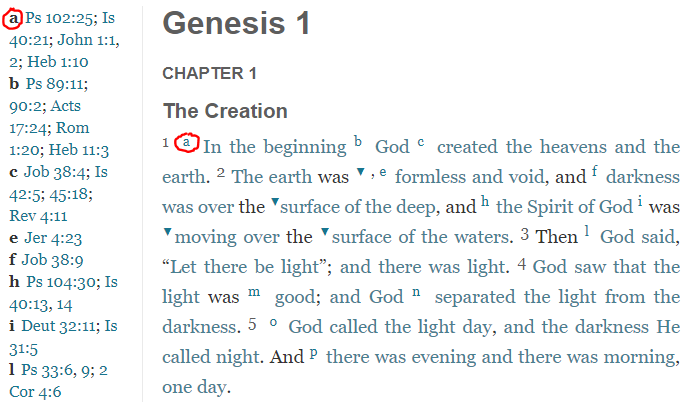 a Ps 102:25; Is
40:21; John 1:1,
2; Heb 1:10
b Ps 89:11;
90:2; Acts
17:24; Rom
1:20; Heb 11:3
c Job 38:4; Is
42:5; 45:18;
Rev 4:11
e Jer 4:23
f Job 38:9
h Ps 104:30; Is
40:13, 14
i Deut 32:11; Is
31:5
l Ps 33:6, 9; 2
Cor 4:6
Genesis 1
CHAPTER 1
The Creation
1 a In the beginning b God c created the heavens and the
earth. 2 The earth was ▼ , e formless and void, and f darkness
was over the ▼surface of the deep, and h the Spirit of God i was
▼moving over the ▼surface of the waters. 3 Then l God said,
“Let there be light”; and there was light. 4 God saw that the
light was m good; and God n separated the light from the
darkness. 5 o God called the light day, and the darkness He
called night. And p there was evening and there was morning,
one day.